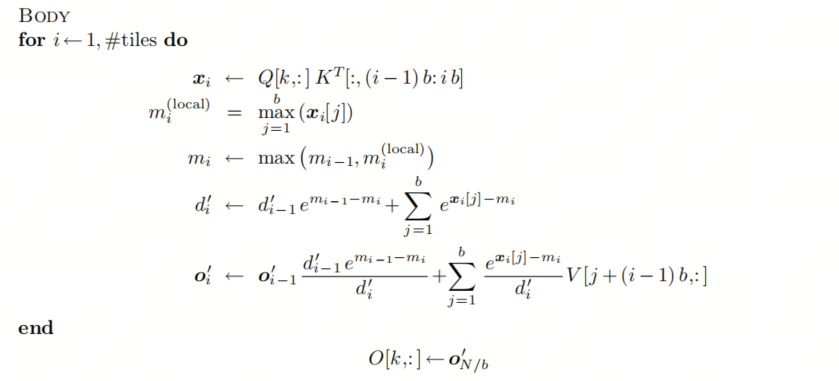 BODY
for i ← 1, #tiles do
x_i ← Q[k,:] K^T[:, (i − 1) b: i b]
m_i^(local) = max_{j=1}^{b} (x_i[j])
m_i ← max (m_{i−1}, m_i^(local))
d'_i ← d'_{i−1} e^{m_{i−1}−m_i} + ∑_{j=1}^{b} e^{x_i[j]−m_i}
o'_i ← o'_{i−1} \frac{d'_{i−1} e^{m_{i−1}−m_i}}{d'_i} + ∑_{j=1}^{b} \frac{e^{x_i[j]−m_i}}{d'_i} V[j + (i − 1) b,:]
end
O[k,:] ← o'_{N/b}